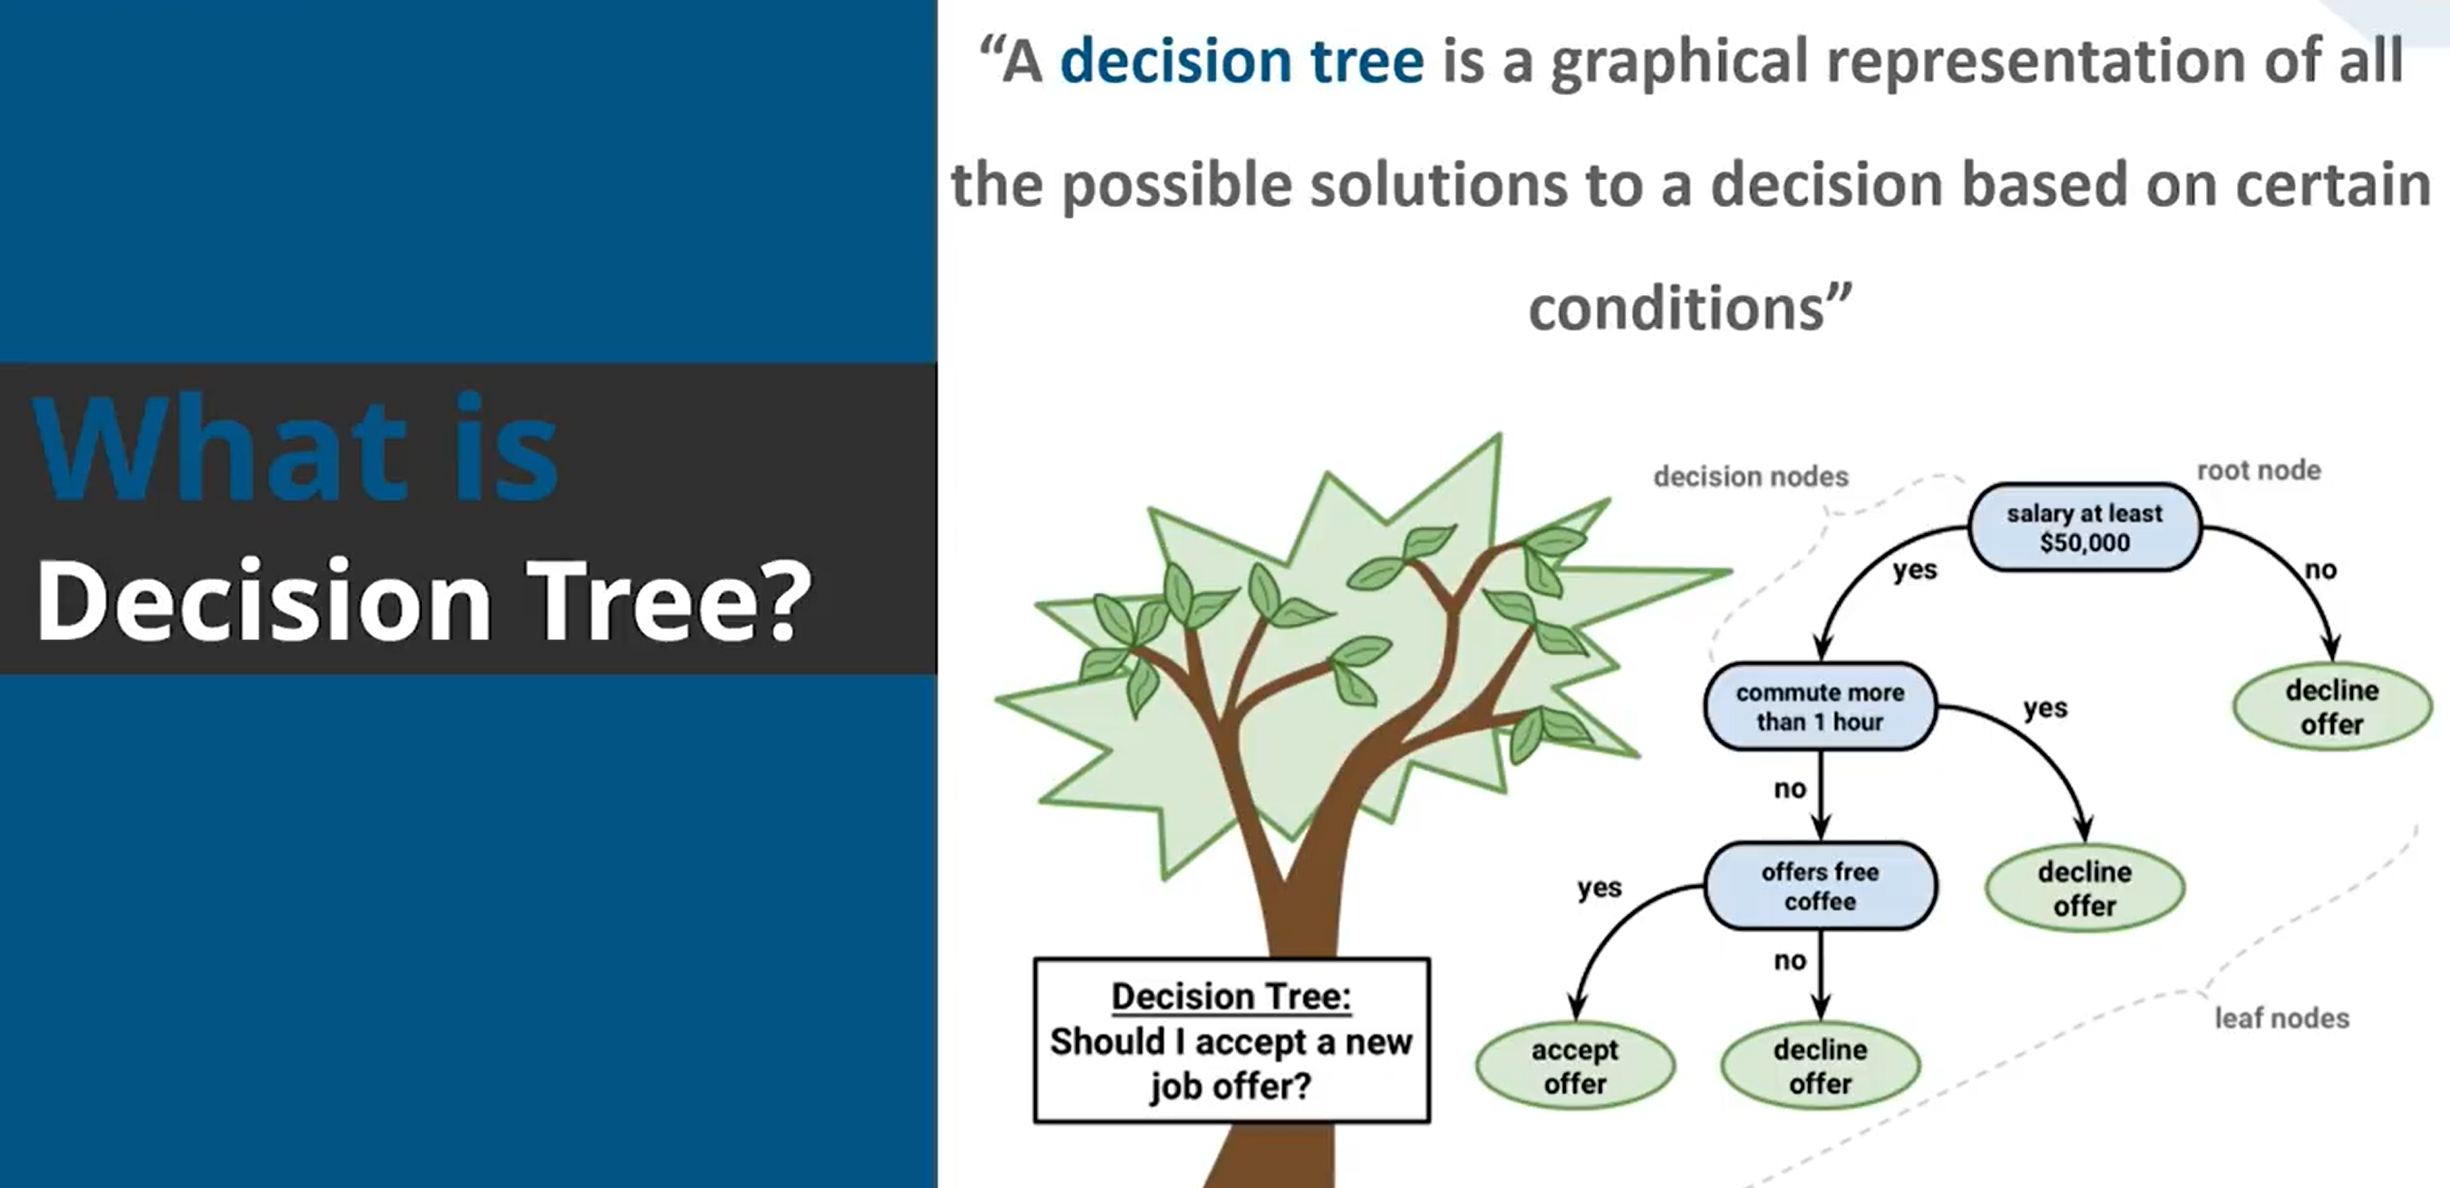 What is
Decision Tree?
“A decision tree is a graphical representation of all
the possible solutions to a decision based on certain
conditions”
decision nodes
root node
salary at least
$50,000
yes
no
commute more
than 1 hour
yes
decline
offer
no
offers free
coffee
decline
offer
yes
no
leaf nodes
accept
offer
decline
offer
Decision Tree:
Should I accept a new
job offer?